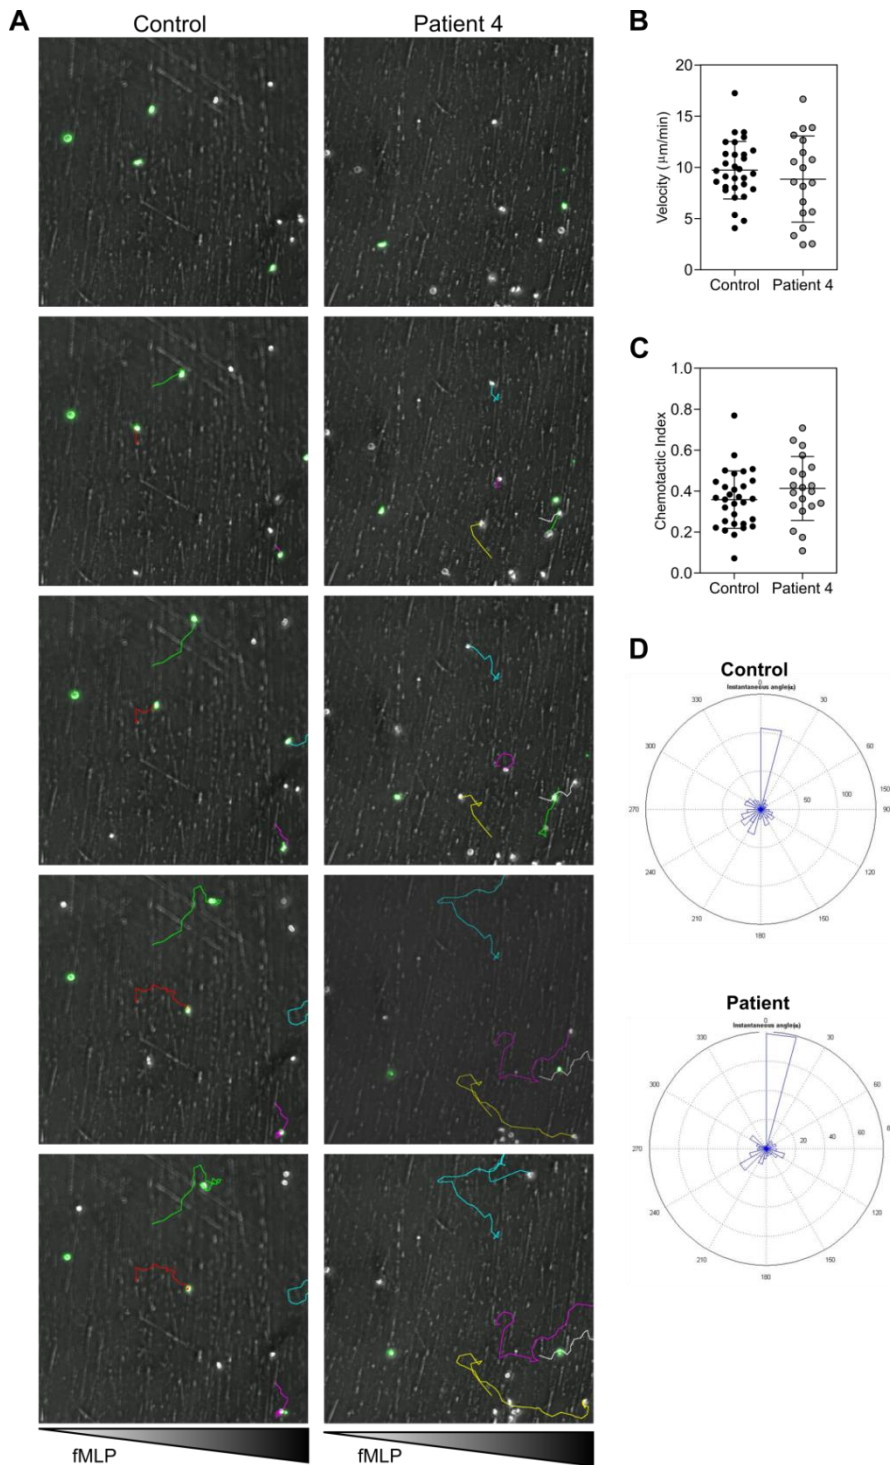 A
Control
Patient 4
fMLP
fMLP
B
Velocity (μm/min)
20
15
10
5
0
Control
Patient 4
C
Chemotactic Index
1.0
0.8
0.6
0.4
0.2
0.0
Control
Patient 4
D
Control
0
Instantaneous angle(α)
330
30
300
60
270
50
100
150
90
240
120
210
150
180
Patient
0
Instantaneous angle(α)
330
30
300
60
270
20
40
60
90
240
120
210
150
180